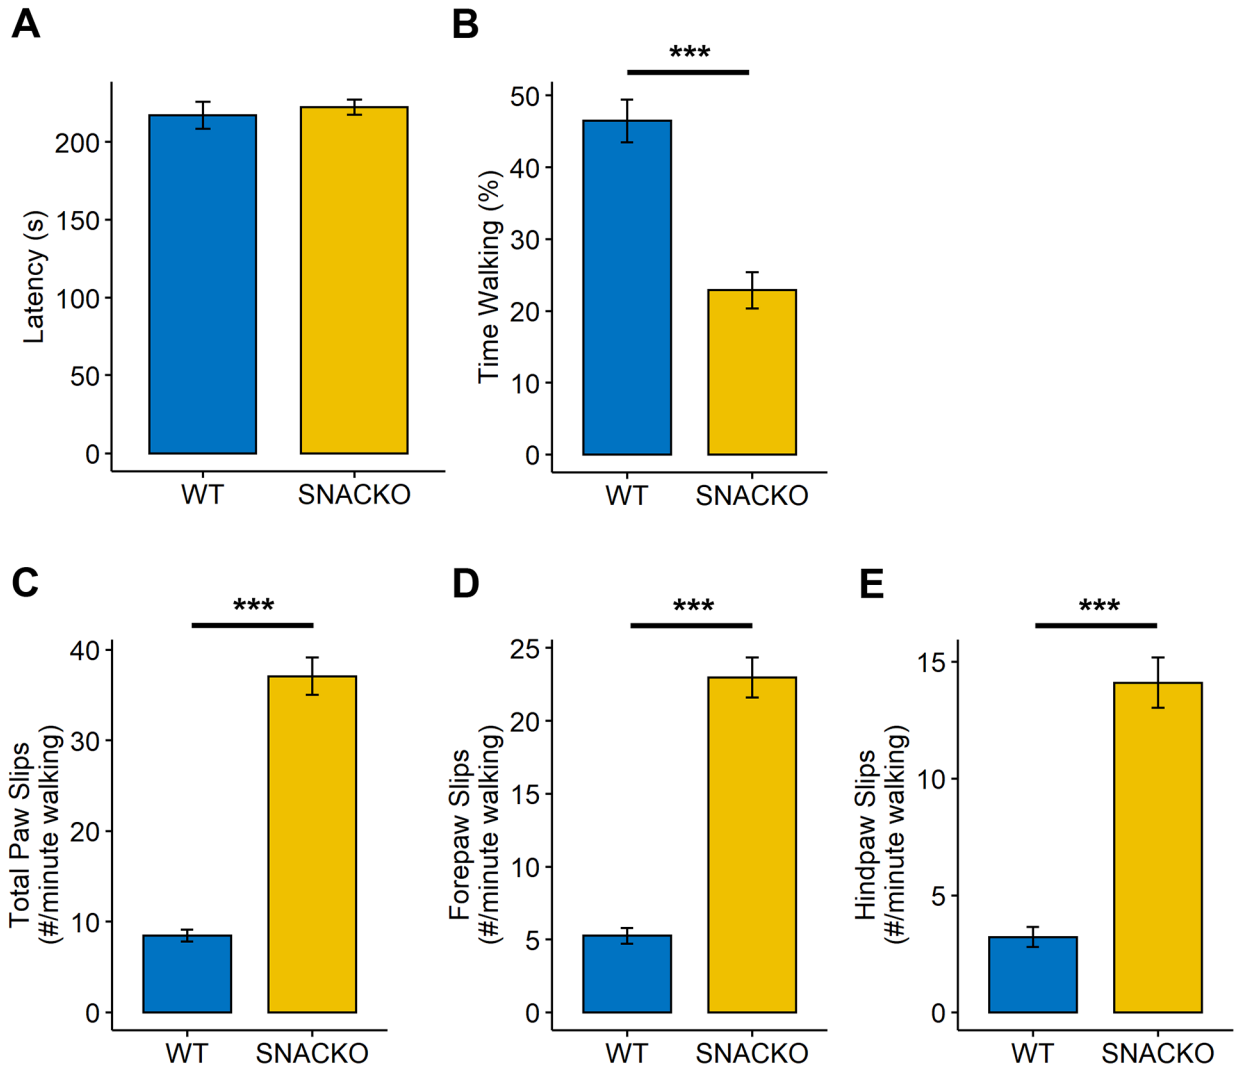 A
Latency (s)
200
150
100
50
0
WT SNACKO
B
***
Time Walking (%)
50
40
30
20
10
0
WT SNACKO
C
***
Total Paw Slips
(#/minute walking)
40
30
20
10
0
WT SNACKO
D
***
Forepaw Slips
(#/minute walking)
25
20
15
10
5
0
WT SNACKO
E
***
Hindpaw Slips
(#/minute walking)
15
10
5
0
WT SNACKO